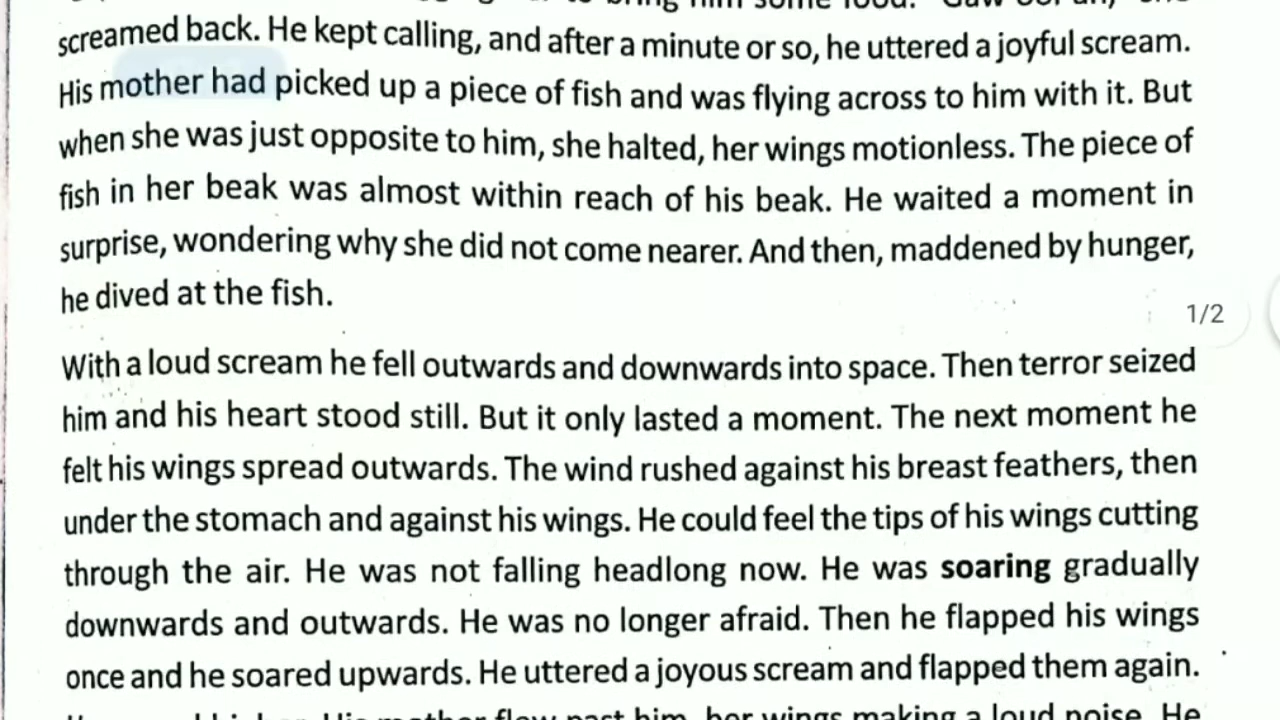 screamed back. He kept calling, and after a minute or so, he uttered a joyful scream.
His mother had picked up a piece of fish and was flying across to him with it. But
when she was just opposite to him, she halted, her wings motionless. The piece of
fish in her beak was almost within reach of his beak. He waited a moment in
surprise, wondering why she did not come nearer. And then, maddened by hunger,
he dived at the fish.
1/2
With a loud scream he fell outwards and downwards into space. Then terror seized
him and his heart stood still. But it only lasted a moment. The next moment he
felt his wings spread outwards. The wind rushed against his breast feathers, then
under the stomach and against his wings. He could feel the tips of his wings cutting
through the air. He was not falling headlong now. He was soaring gradually
downwards and outwards. He was no longer afraid. Then he flapped his wings
once and he soared upwards. He uttered a joyous scream and flapped them again.